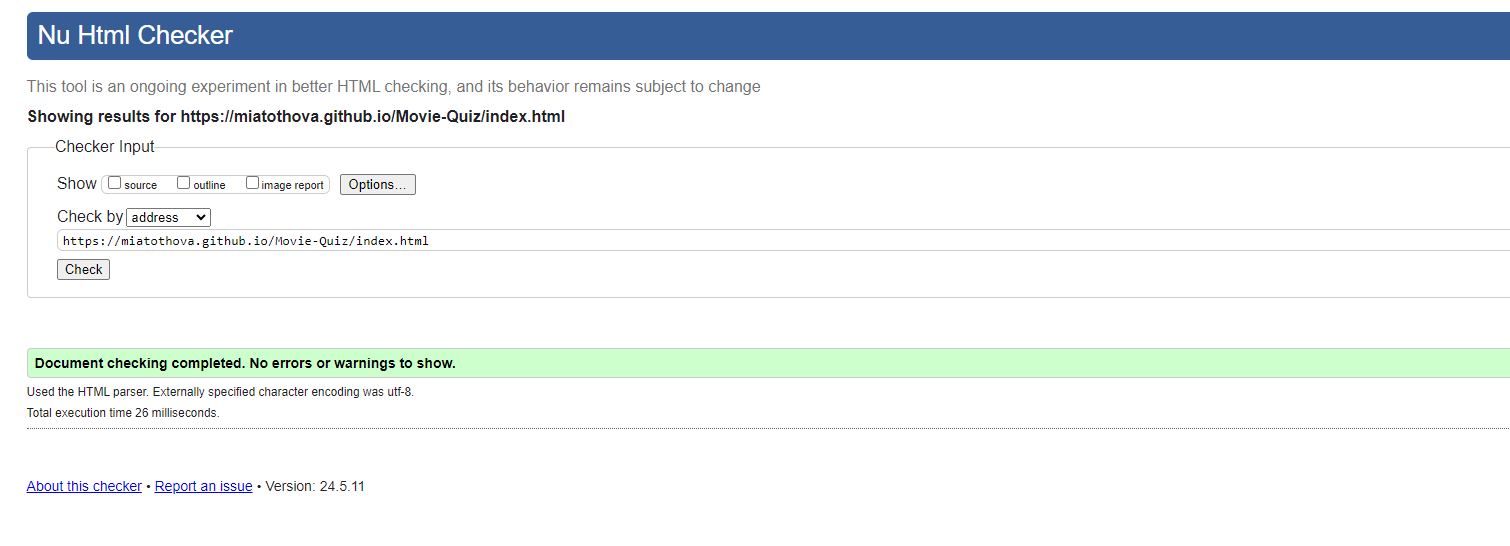 Nu Html Checker
This tool is an ongoing experiment in better HTML checking, and its behavior remains subject to change
Showing results for https://miatothova.github.io/Movie-Quiz/index.html
Checker Input
Show source outline image report Options...
Check by address
https://miatothova.github.io/Movie-Quiz/index.html
Check
Document checking completed. No errors or warnings to show.
Used the HTML parser. Externally specified character encoding was utf-8.
Total execution time 26 milliseconds.
About this checker • Report an issue • Version: 24.5.11